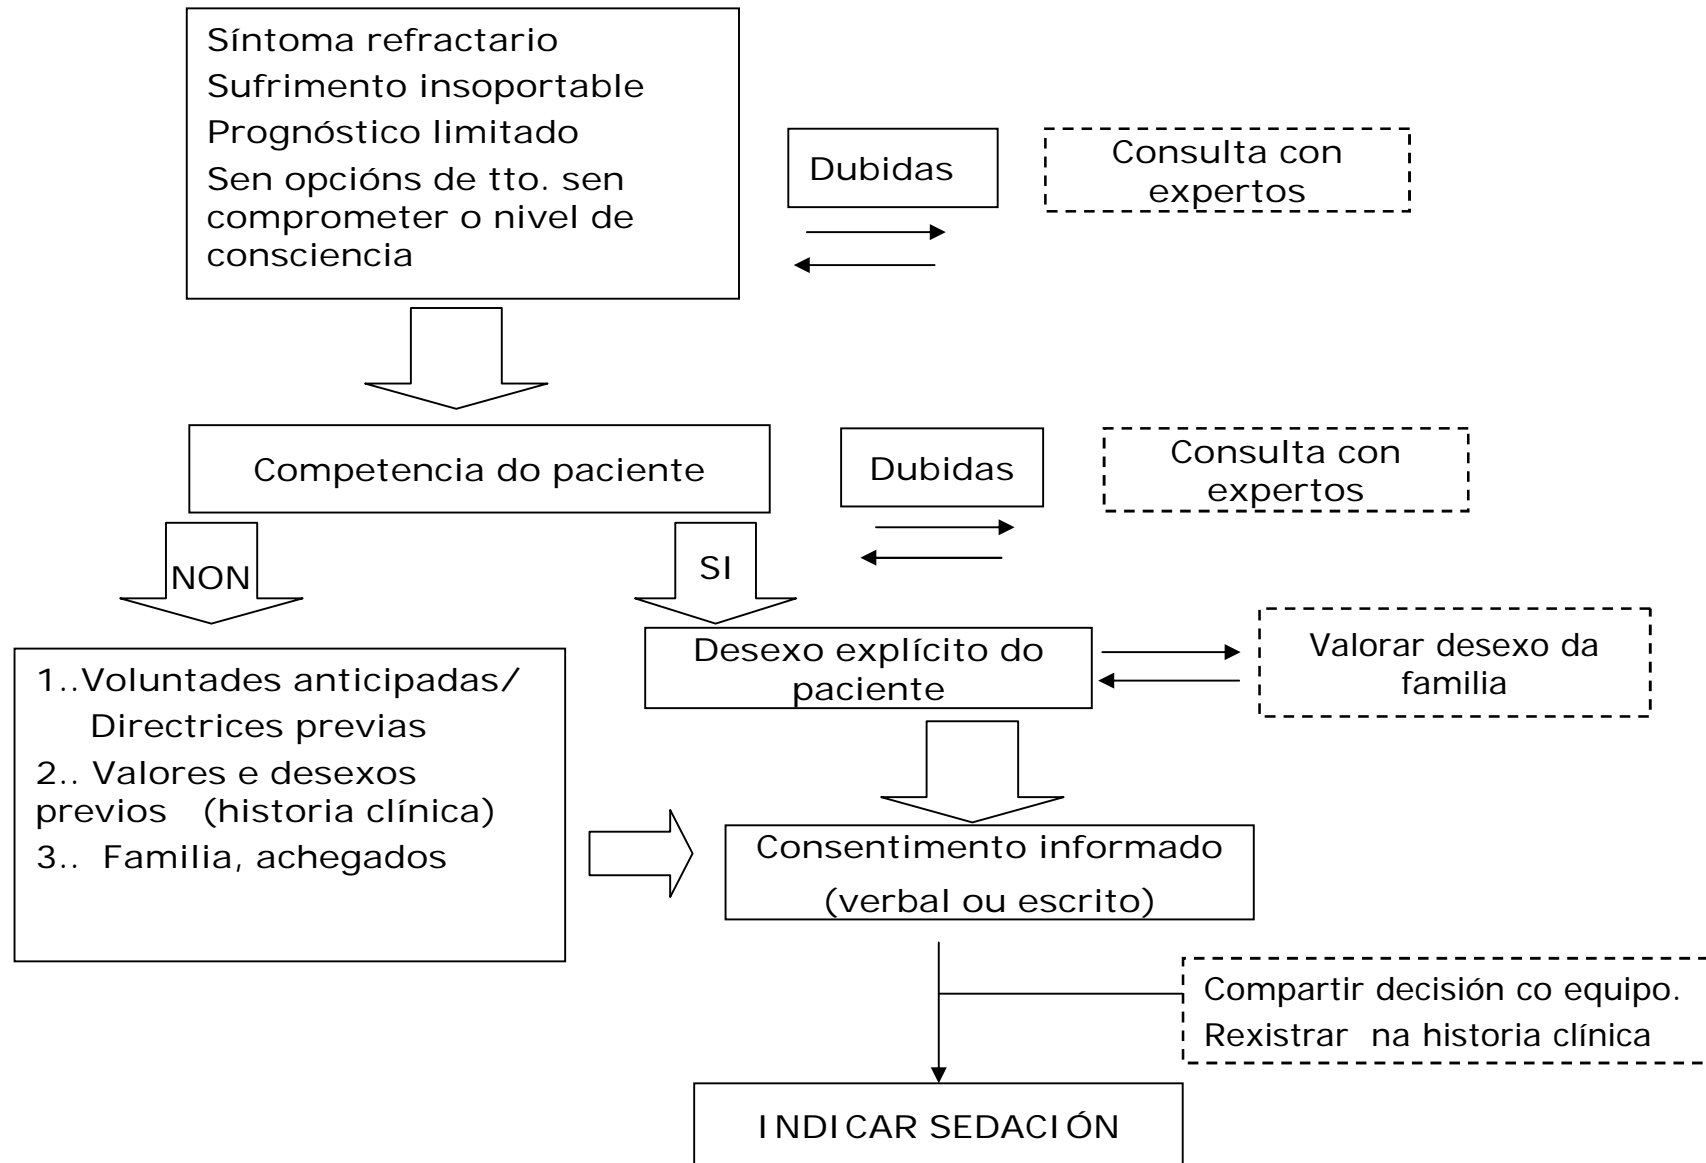 Síntoma refractario
Sufrimento insoportable
Prognóstico limitado
Sen opcións de tto. sen
comprometer o nivel de
consciencia
Dubidas
Consulta con
expertos
Competencia do paciente
Dubidas
Consulta con
expertos
NON
SI
1..Voluntades anticipadas/
Directrices previas
2.. Valores e desexos
previos (historia clínica)
3.. Familia, achegados
Desexo explícito do
paciente
Valorar desexo da
familia
Consentimento informado
(verbal ou escrito)
Compartir decisión co equipo.
Rexistrar na historia clínica
INDICAR SEDACIÓN